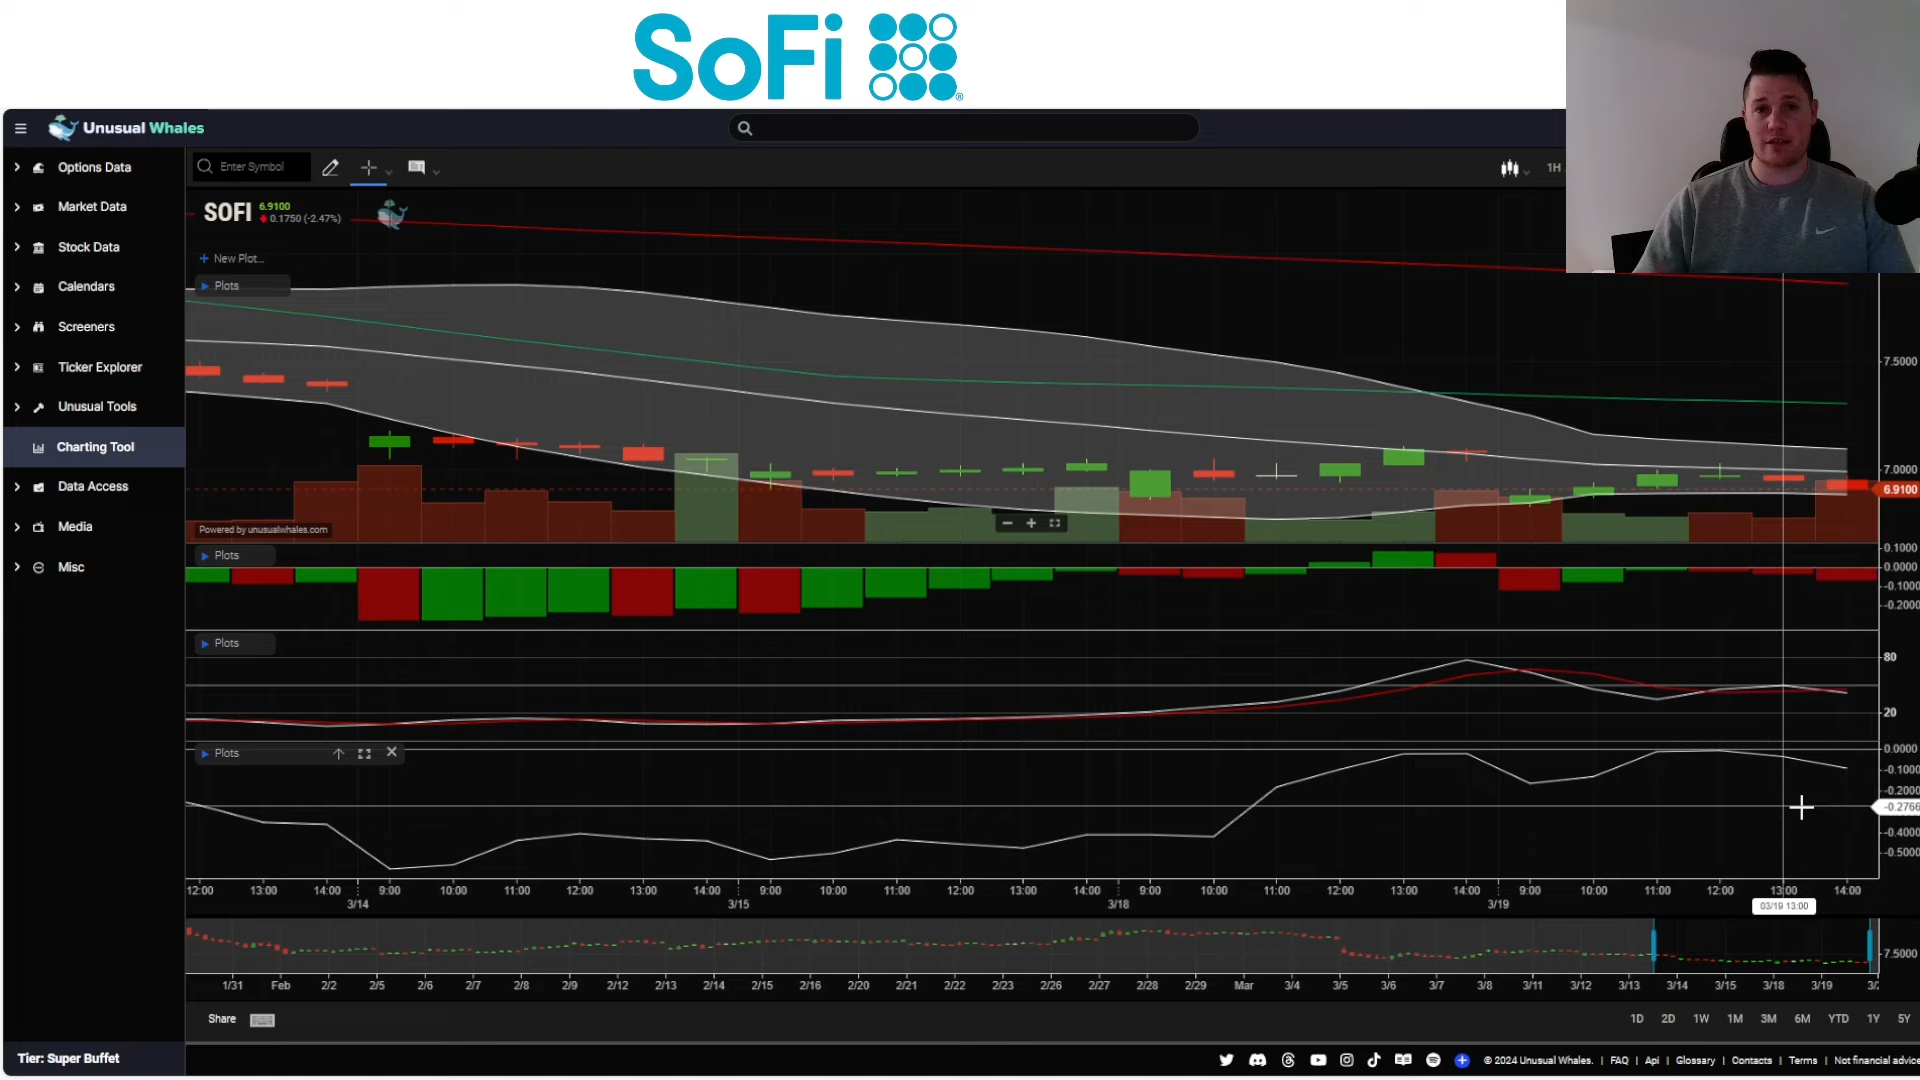 SoFi
Unusual Whales
Options Data
Market Data
Stock Data
Calendars
Screeners
Ticker Explorer
Unusual Tools
Charting Tool
Data Access
Media
Misc
Tier: Super Buffet
Enter Symbol
1H
SOFI 6.9100
0.1750 (-2.47%)
+ New Plot...
Plots
7.5000
7.0000
6.9100
Powered by unusualwhales.com
Plots
0.1000
0.0000
-0.1000
-0.2000
Plots
80
20
Plots
0.0000
-0.1000
-0.2000
-0.2766
-0.4000
-0.5000
12:00 13:00 14:00 9:00 10:00 11:00 12:00 13:00 14:00 9:00 10:00 11:00 12:00 13:00 14:00 9:00 10:00 11:00 12:00 13:00 14:00 9:00 10:00 11:00 12:00 13:00 14:00
3/14 3/15 3/18 3/19 03/19 13:00
7.5000
1/31 Feb 2/2 2/5 2/6 2/7 2/8 2/9 2/12 2/13 2/14 2/15 2/16 2/20 2/21 2/22 2/23 2/26 2/27 2/28 2/29 Mar 3/4 3/5 3/6 3/7 3/8 3/11 3/12 3/13 3/14 3/15 3/18 3/19
Share
1D 2D 1W 1M 3M 6M YTD 1Y 5Y
© 2024 Unusual Whales. | FAQ | Api | Glossary | Contacts | Terms | Not financial advice